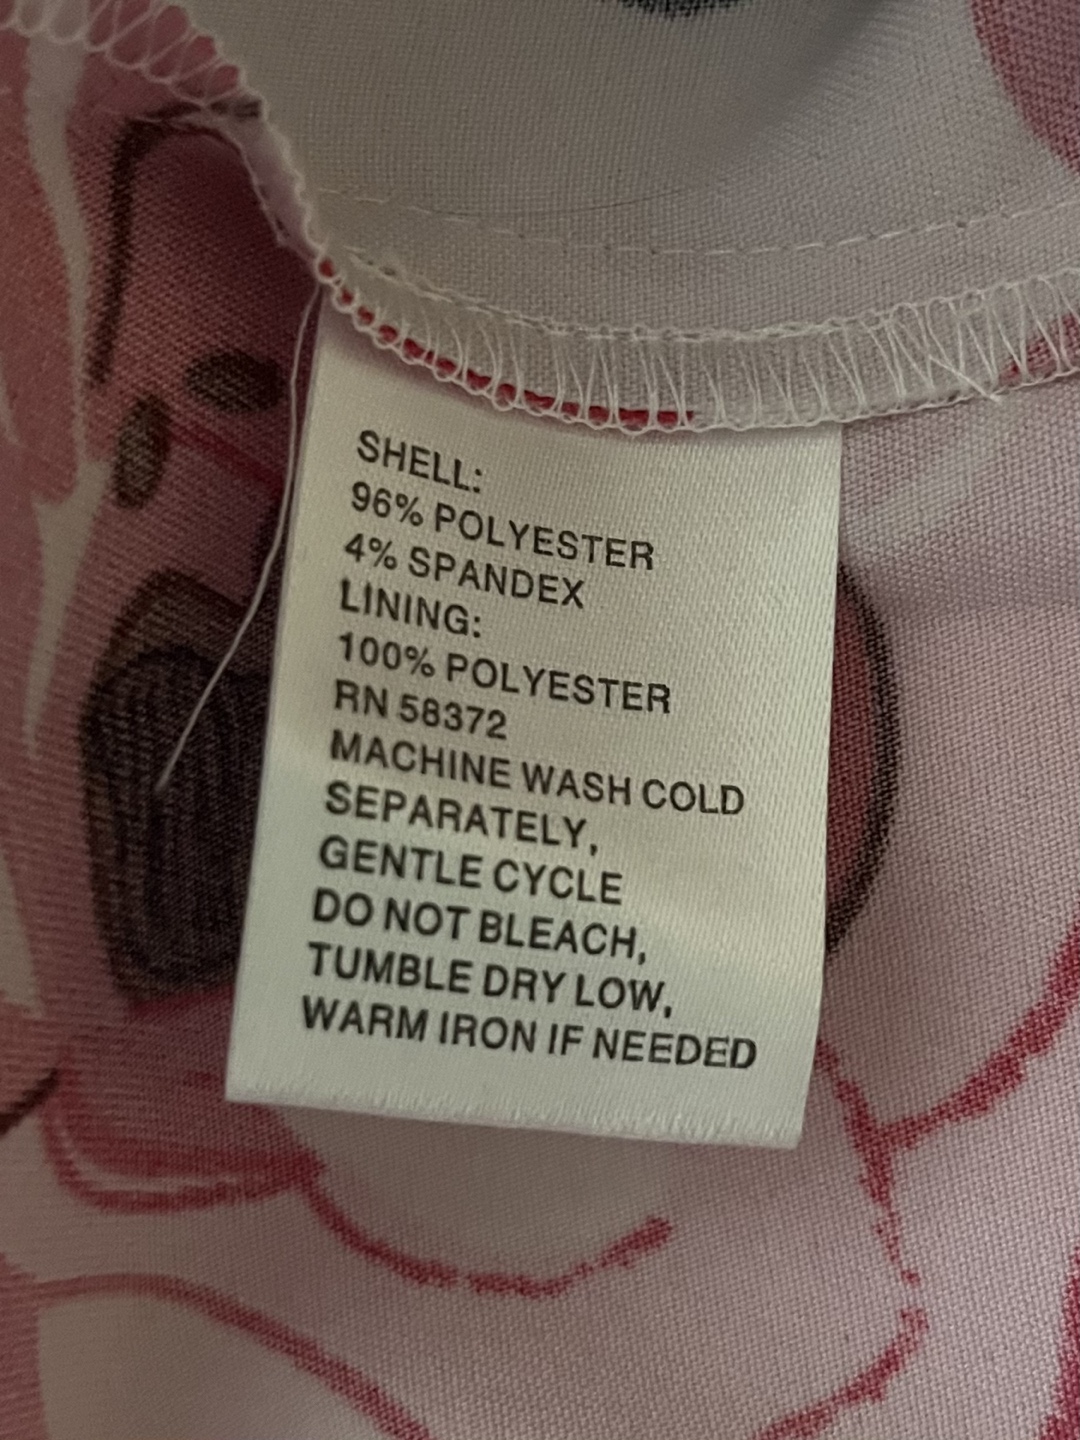 SHELL:
96% POLYESTER
4% SPANDEX
LINING:
100% POLYESTER
RN 58372
MACHINE WASH COLD
SEPARATELY,
GENTLE CYCLE
DO NOT BLEACH,
TUMBLE DRY LOW,
WARM IRON IF NEEDED